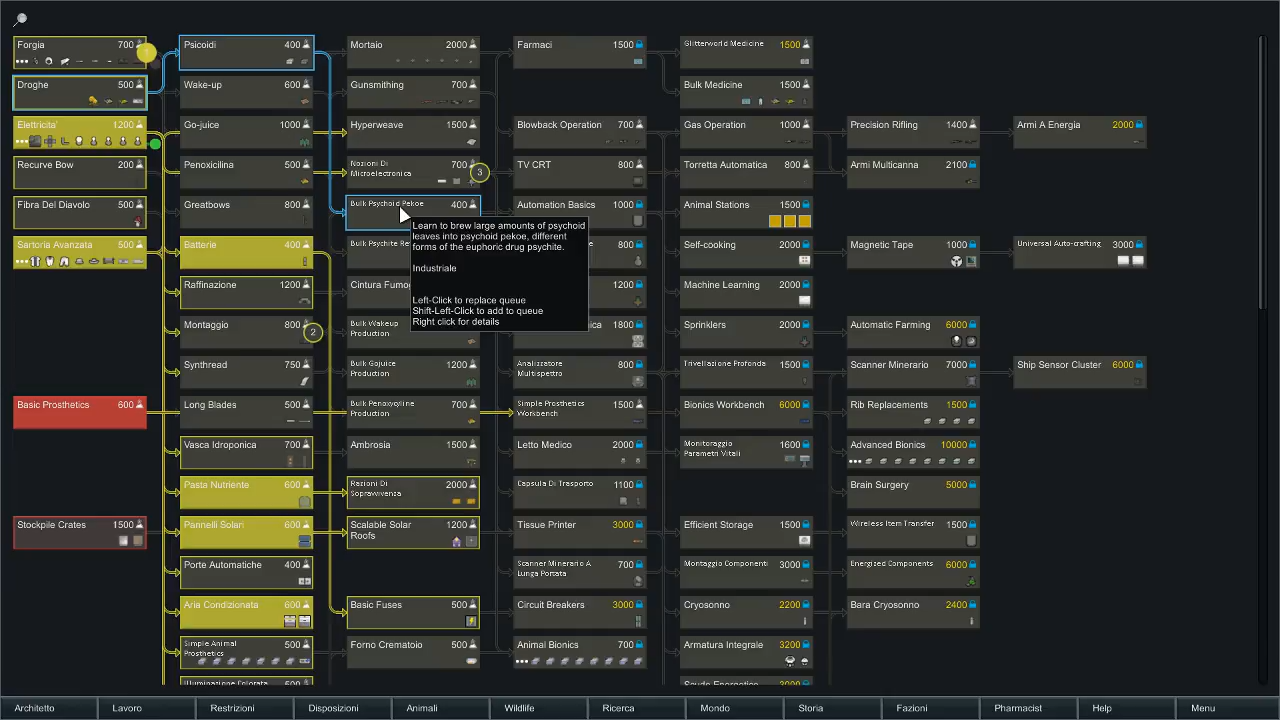 Forgia 700
Psicoidi 400
Mortaio 2000
Farmaci 1500
Glitterworld Medicine 1500
Droghe 500
Wake-up 600
Gunsmithing 700
Bulk Medicine 1500
Elettricita' 1200
Go-juice 1000
Hyperweave 1500
Blowback Operation 700
Gas Operation 1000
Precision Rifling 1400
Armi A Energia 2000
Recurve Bow 200
Penoxicilina 500
Nozioni Di Microelettronica 700
3
TV CRT 800
Torretta Automatica 800
Armi Multicanna 2100
Fibra Del Diavolo 500
Greatbows 800
Bulk Psychoid Pekoe 400
Automation Basics 1000
Animal Stations 1500
Learn to brew large amounts of psychoid
leaves into psychoid pekoe, different
forms of the euphoric drug psychite.
Industriale
Left-Click to replace queue
Shift-Left-Click to add to queue
Right click for details
Sartoria Avanzata 500
Batterie 400
800
Self-cooking 2000
Magnetic Tape 1000
Universal Auto-crafting 3000
Raffinazione 1200
1200
Machine Learning 2000
Montaggio 800
2
Bulk Wakeup
Production
1800
Sprinklers 2000
Automatic Farming 6000
Synthread 750
Bulk Gojuice
Production 1200
Analizzatore
Multispettro 800
Trivellazione Profonda 1500
Scanner Minerario 7000
Ship Sensor Cluster 6000
Basic Prosthetics 600
Long Blades 500
Bulk Penoxycyline
Production 700
Simple Prosthetics
Workbench 1500
Bionics Workbench 6000
Rib Replacements 1500
Vasca Idroponica 700
Ambrosia 1500
Letto Medico 2000
Monitoraggio
Parametri Vitali 1600
Advanced Bionics 10000
Pasta Nutriente 600
Razioni Di
Sopravvivenza 2000
Capsula Di Trasporto 1100
Brain Surgery 5000
Stockpile Crates 1500
Pannelli Solari 600
Scalable Solar
Roofs 1200
Tissue Printer 3000
Efficient Storage 1500
Wireless Item Transfer 1500
Porte Automatiche 400
Scanner Minerario A
Lunga Portata 700
Montaggio Componenti 3000
Energized Components 6000
Aria Condizionata 600
Basic Fuses 500
Circuit Breakers 3000
Cryosonno 2200
Bara Cryosonno 2400
Simple Animal
Prosthetics 500
Forno Crematoio 500
Animal Bionics 700
Armatura Integrale 3200
Architetto Lavoro Restrizioni Disposizioni Animali Wildlife Ricerca Mondo Storia Fazioni Pharmacist Help Menu